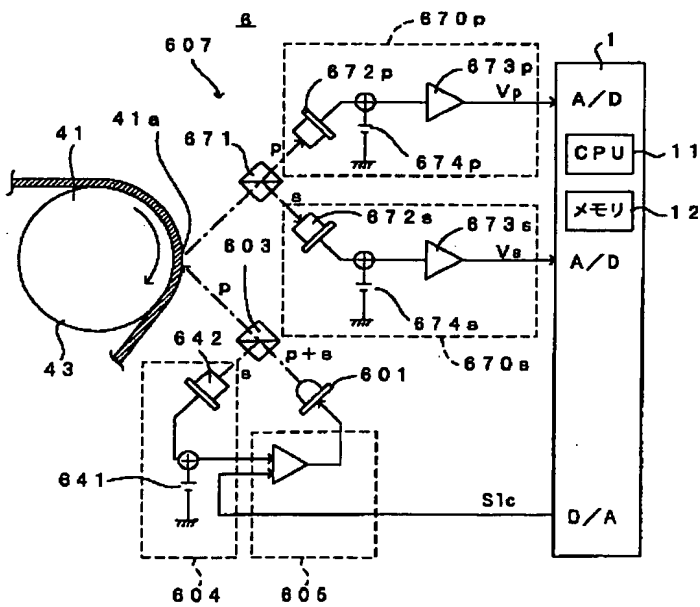 6
670p
607
673p
1
672p
Vp
A/D
41a
671
41
p
674p
CPU
11
s
672s
メモリ
12
603
673s
Vs
A/D
p
674s
642
p+s
43
s
601
670s
641
Slc
D/A
604
605